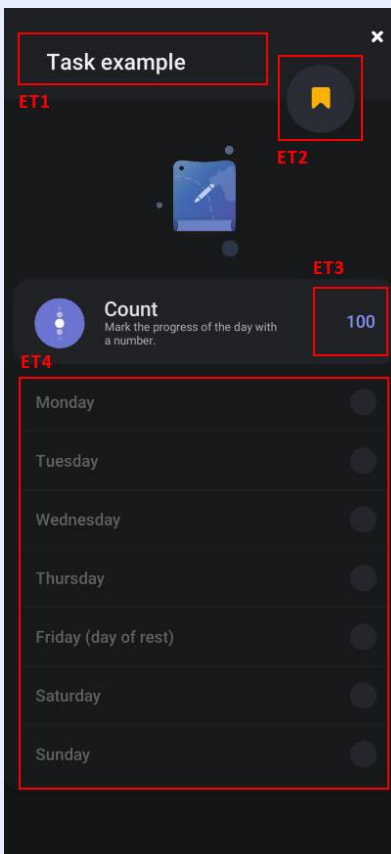 ×
Task example
ET1
ET2
ET3
Count
Mark the progress of the day with
a number.
100
ET4
Monday
Tuesday
Wednesday
Thursday
Friday (day of rest)
Saturday
Sunday